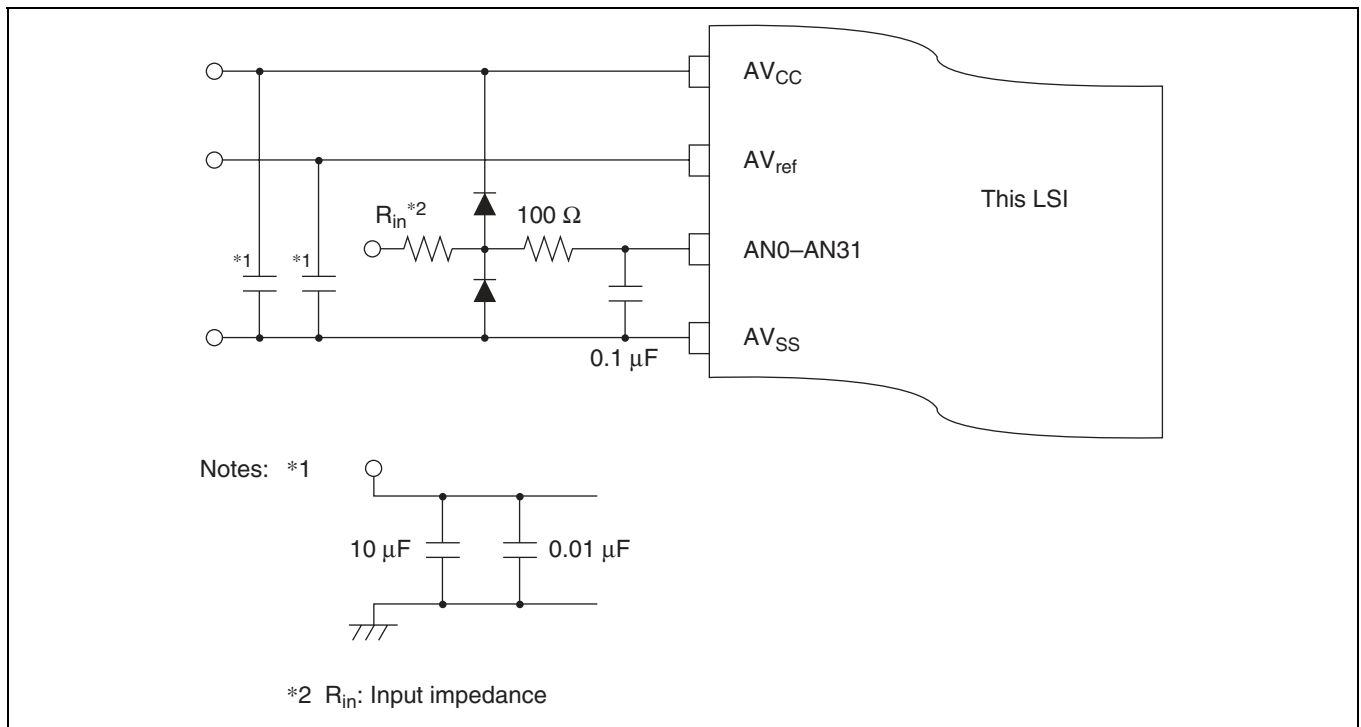 AVCC
AVref
This LSI
Rin*2
100 Ω
AN0–AN31
*1
*1
AVSS
0.1 μF
Notes: *1
10 μF
0.01 μF
*2 Rin: Input impedance